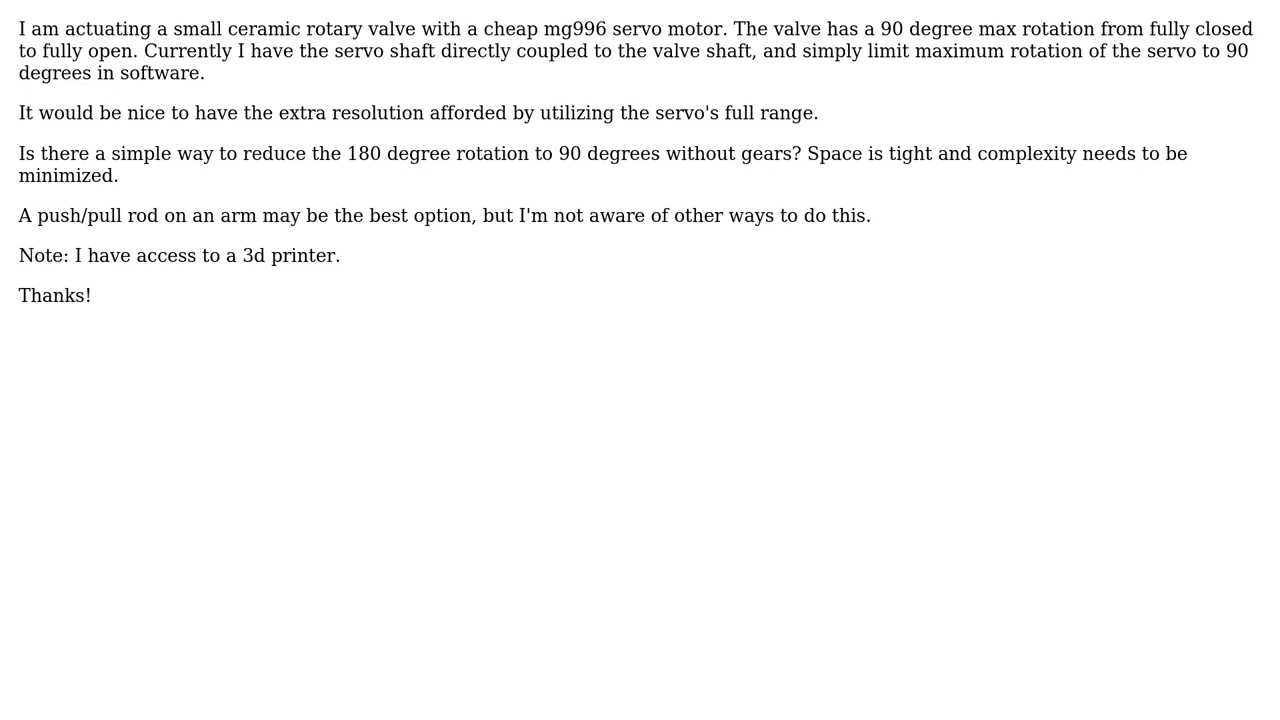 I am actuating a small ceramic rotary valve with a cheap mg996 servo motor. The valve has a 90 degree max rotation from fully closed
to fully open. Currently I have the servo shaft directly coupled to the valve shaft, and simply limit maximum rotation of the servo to 90
degrees in software.
It would be nice to have the extra resolution afforded by utilizing the servo's full range.
Is there a simple way to reduce the 180 degree rotation to 90 degrees without gears? Space is tight and complexity needs to be
minimized.
A push/pull rod on an arm may be the best option, but I'm not aware of other ways to do this.
Note: I have access to a 3d printer.
Thanks!